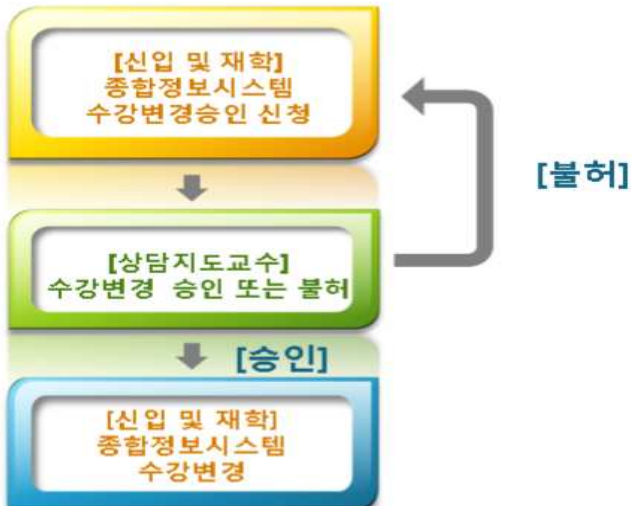 [신입 및 재학]
종합정보시스템
수강변경승인 신청
[불허]
[상담지도교수]
수강변경 승인 또는 불허
[승인]
[신입 및 재학]
종합정보시스템
수강변경